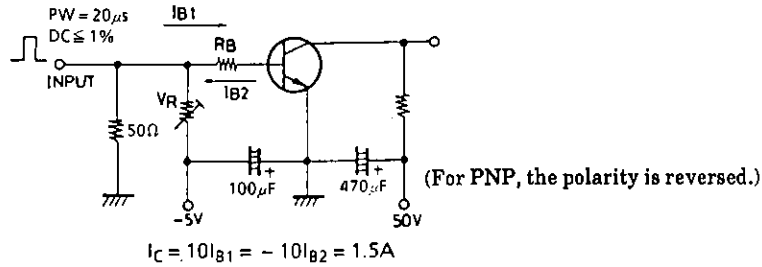 PW = 20μs
DC ≦ 1%
IB1
RB
INPUT
IB2
VR
50Ω
100μF
+
470μF
+
(For PNP, the polarity is reversed.)
-5V
50V
IC = .10IB1 = - 10IB2 = 1.5A